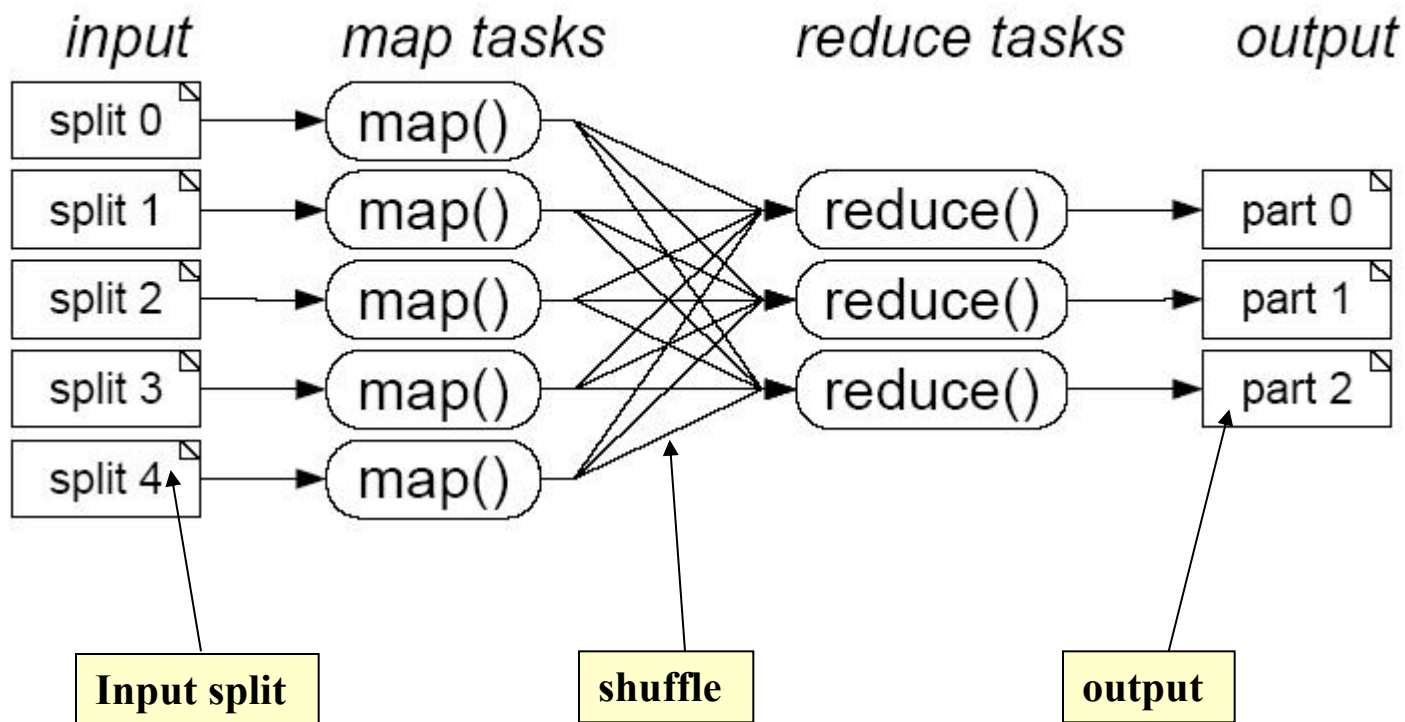 input map tasks reduce tasks output
split 0 map()
split 1 map() reduce() part 0
split 2 map() reduce() part 1
split 3 map() reduce() part 2
split 4 map()
Input split shuffle output